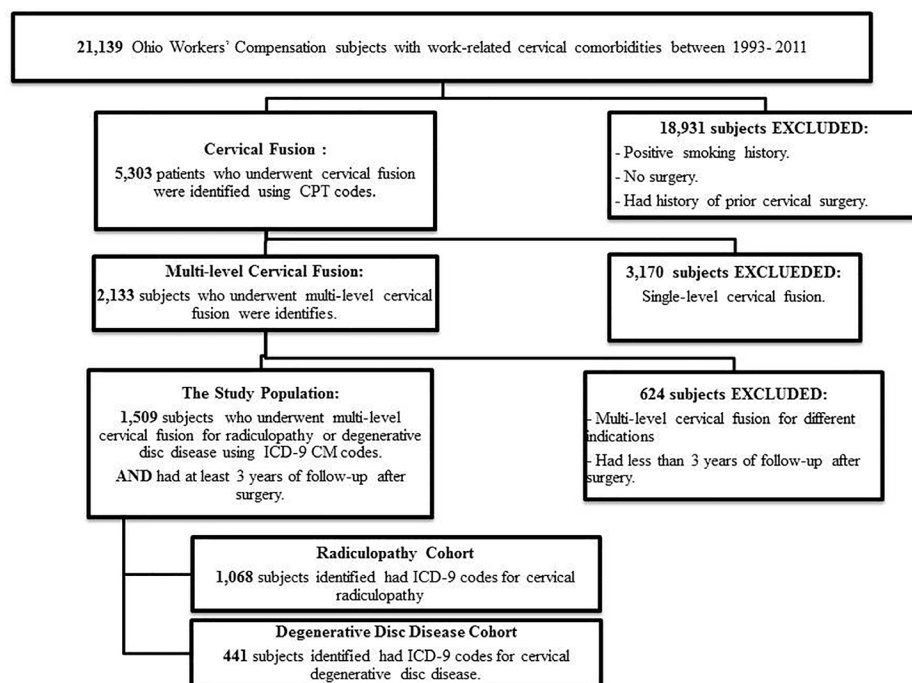 21,139 Ohio Workers' Compensation subjects with work-related cervical comorbidities between 1993- 2011
Cervical Fusion :
5,303 patients who underwent cervical fusion
were identified using CPT codes.
18,931 subjects EXCLUDED:
- Positive smoking history.
- No surgery.
- Had history of prior cervical surgery.
Multi-level Cervical Fusion:
2,133 subjects who underwent multi-level cervical
fusion were identifies.
3,170 subjects EXCLUEDED:
Single-level cervical fusion.
The Study Population:
1,509 subjects who underwent multi-level
cervical fusion for radiculopathy or degenerative
disc disease using ICD-9 CM codes.
AND had at least 3 years of follow-up after
surgery.
624 subjects EXCLUDED:
- Multi-level cervical fusion for different
indications
- Had less than 3 years of follow-up after
surgery.
Radiculopathy Cohort
1,068 subjects identified had ICD-9 codes for cervical
radiculopathy
Degenerative Disc Disease Cohort
441 subjects identified had ICD-9 codes for cervical
degenerative disc disease.